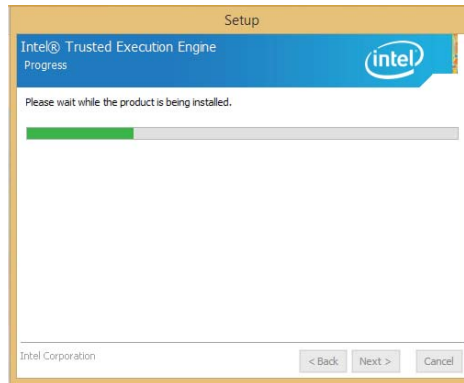 Setup
Intel® Trusted Execution Engine
Progress
intel
Please wait while the product is being installed.
Intel Corporation
< Back Next > Cancel